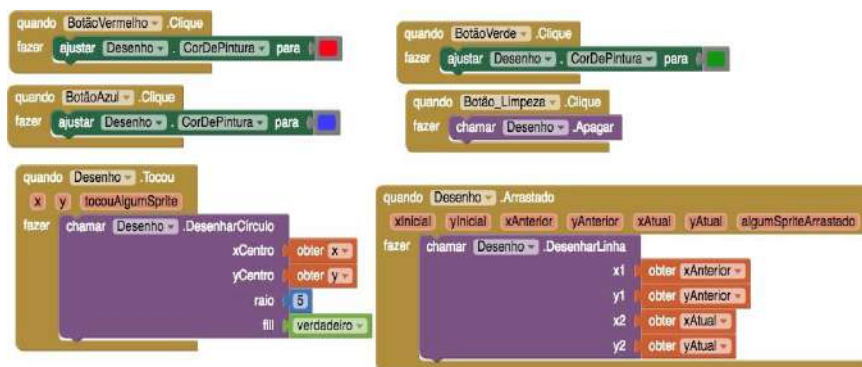 quando BotãoVermelho .Clique
fazer ajustar Desenho . CorDePintura para
quando BotãoAzul .Clique
fazer ajustar Desenho . CorDePintura para
quando Desenho .Tocou
x y tocouAlgumSprite
fazer chamar Desenho .DesenharCírculo
xCentro obter x
yCentro obter y
raio 5
fill verdadeiro
quando BotãoVerde .Clique
fazer ajustar Desenho . CorDePintura para
quando Botão_Limpeza .Clique
fazer chamar Desenho .Apagar
quando Desenho .Arrastado
xInicial yInicial xAnterior yAnterior xAtual yAtual algumSpriteArrastado
fazer chamar Desenho .DesenharLinha
x1 obter xAnterior
y1 obter yAnterior
x2 obter xAtual
y2 obter yAtual